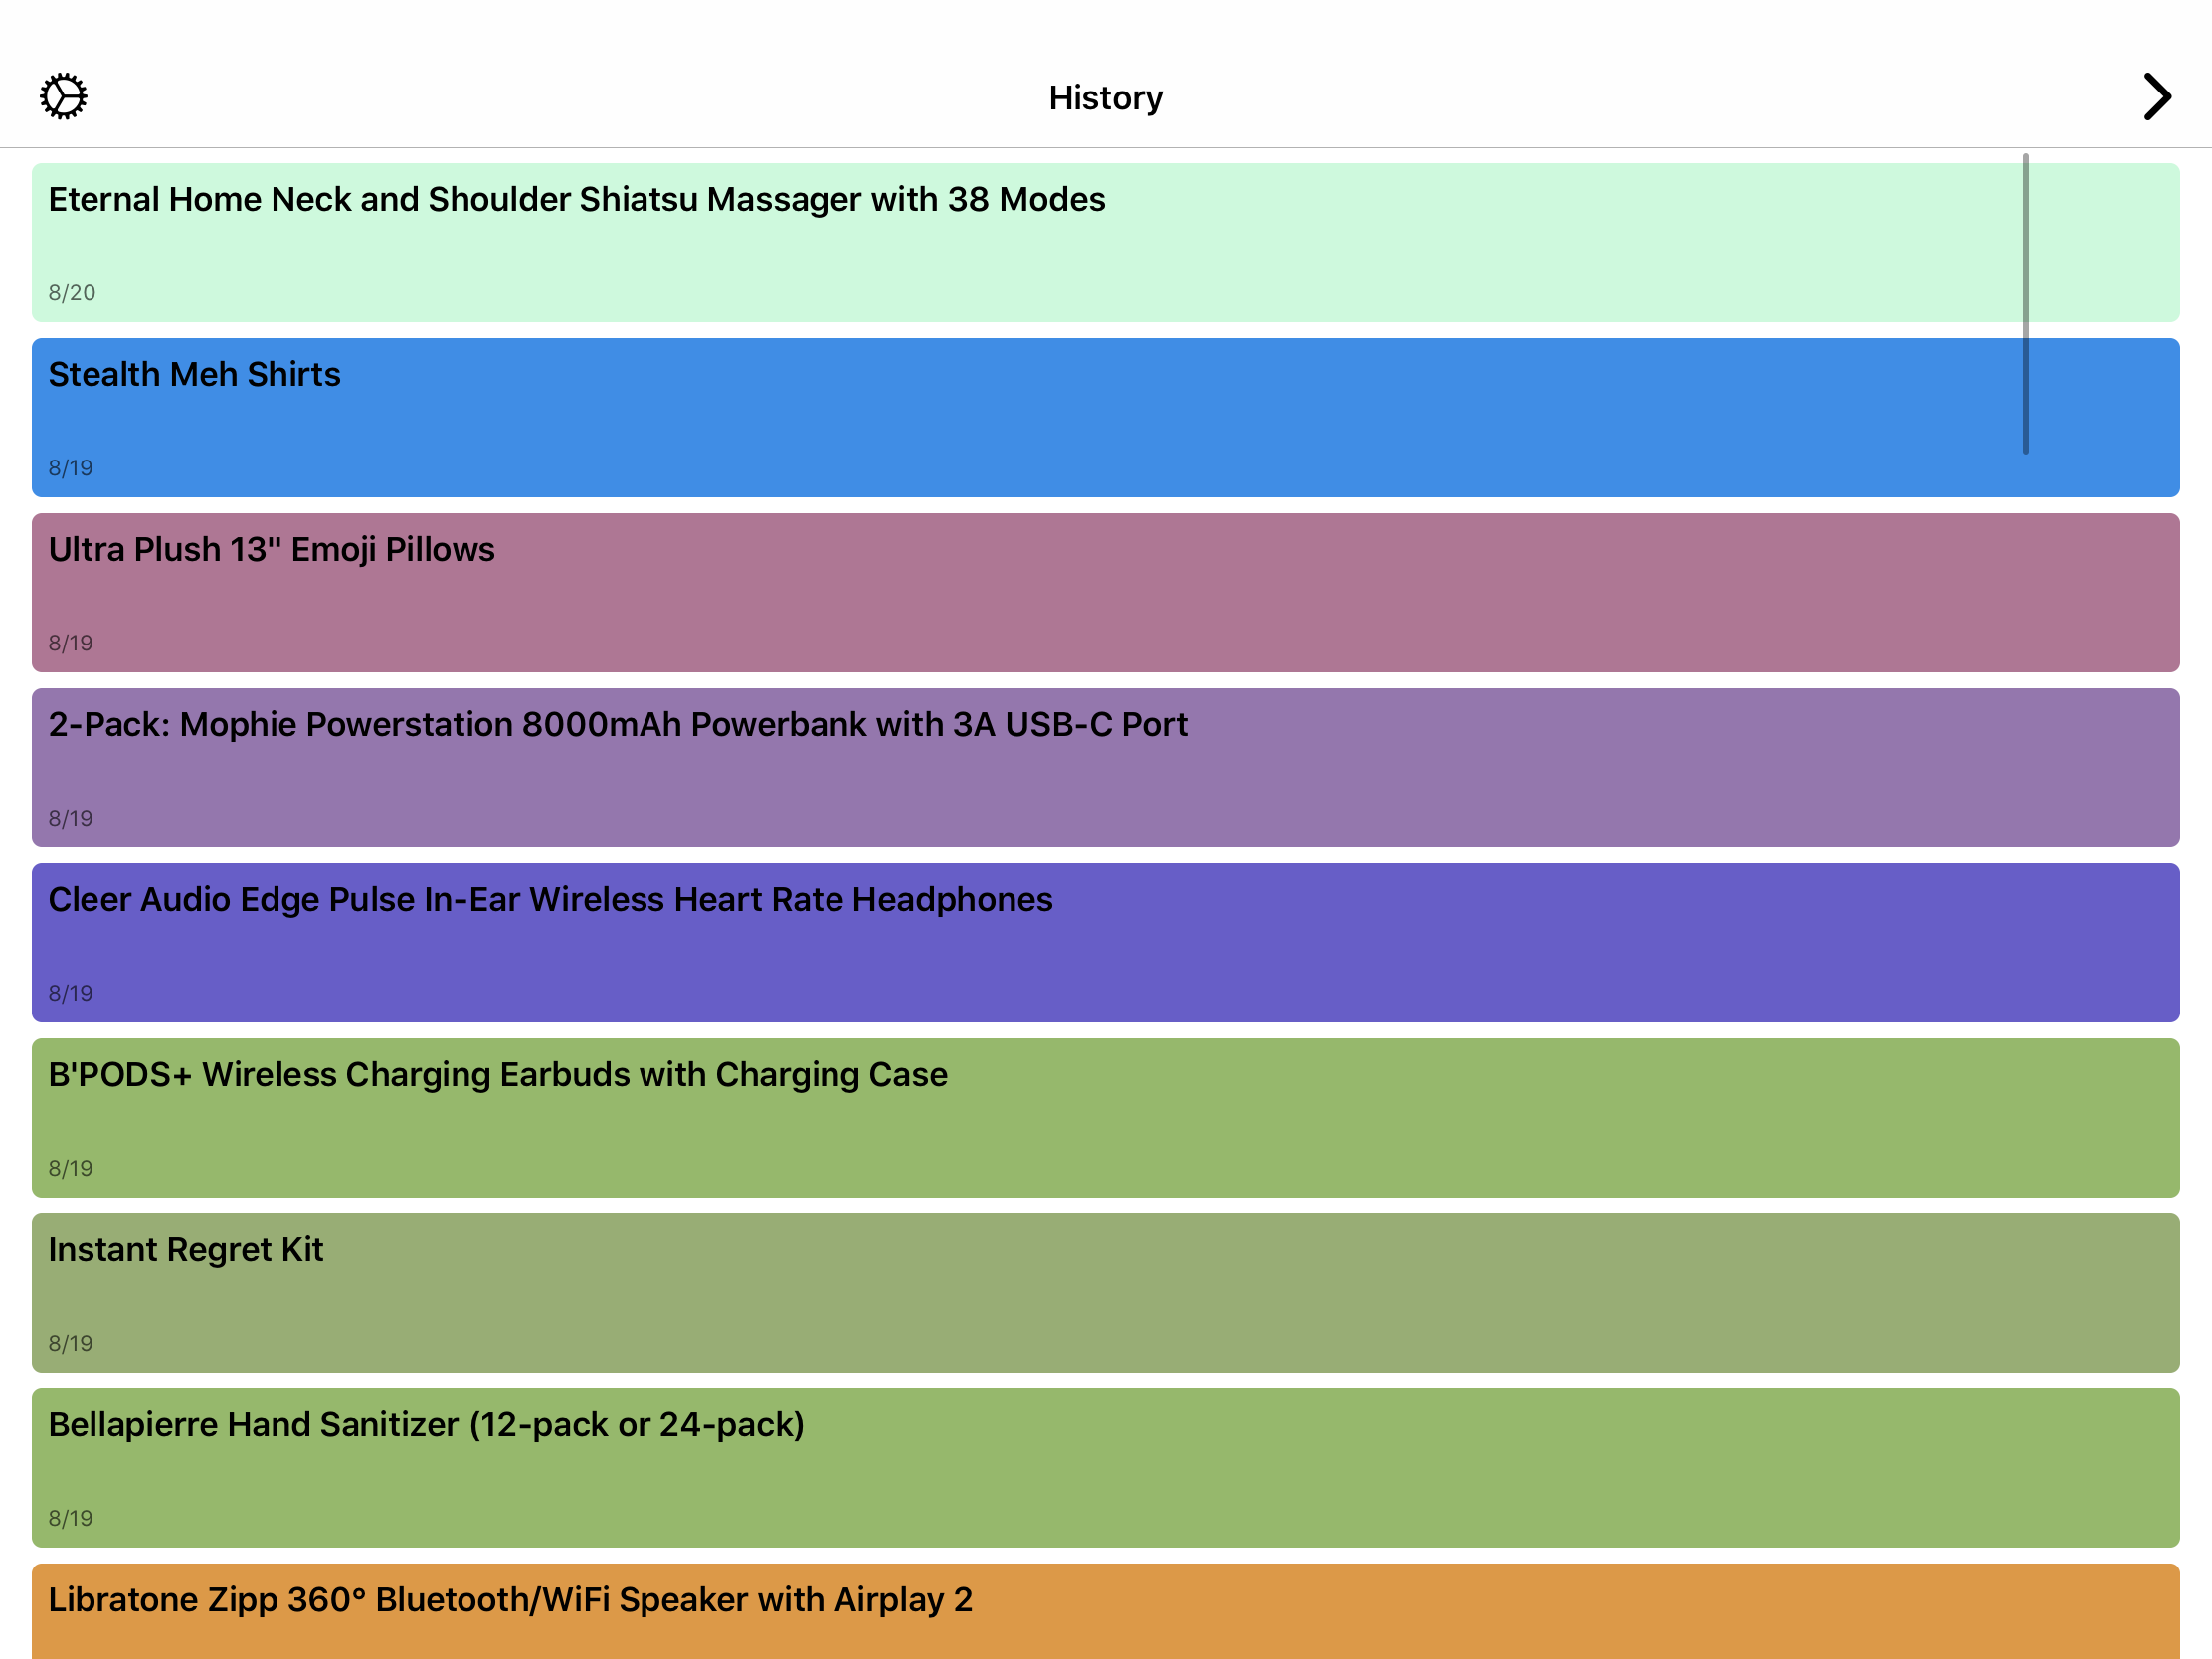 History
Eternal Home Neck and Shoulder Shiatsu Massager with 38 Modes
8/20
Stealth Meh Shirts
8/19
Ultra Plush 13" Emoji Pillows
8/19
2-Pack: Mophie Powerstation 8000mAh Powerbank with 3A USB-C Port
8/19
Cleer Audio Edge Pulse In-Ear Wireless Heart Rate Headphones
8/19
B'PODS+ Wireless Charging Earbuds with Charging Case
8/19
Instant Regret Kit
8/19
Bellapierre Hand Sanitizer (12-pack or 24-pack)
8/19
Libratone Zipp 360° Bluetooth/WiFi Speaker with Airplay 2